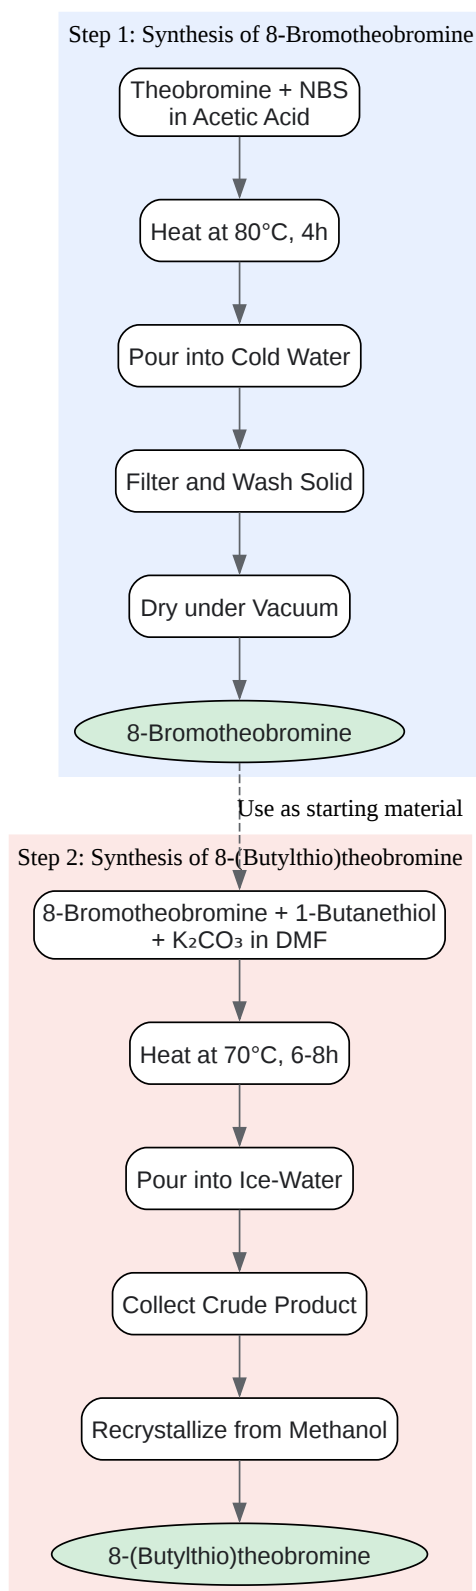 Step 1: Synthesis of 8-Bromotheobromine
Theobromine + NBS
in Acetic Acid
Heat at 80°C, 4h
Pour into Cold Water
Filter and Wash Solid
Dry under Vacuum
8-Bromotheobromine
Use as starting material
Step 2: Synthesis of 8-(Butylthio)theobromine
8-Bromotheobromine + 1-Butanethiol
+ K₂CO₃ in DMF
Heat at 70°C, 6-8h
Pour into Ice-Water
Collect Crude Product
Recrystallize from Methanol
8-(Butylthio)theobromine